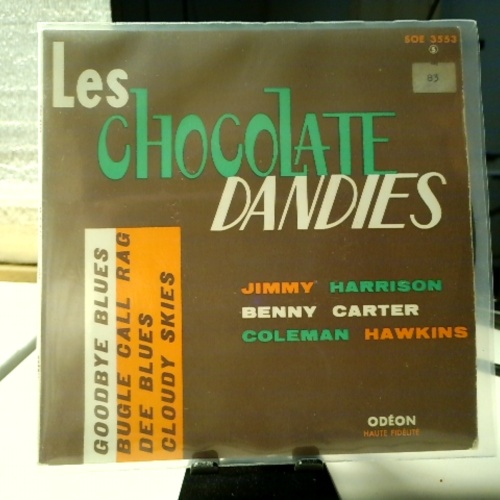 SOE 3553
S
85
Les
CHOCOLATE
DANDIES
JIMMY HARRISON
BENNY CARTER
COLEMAN HAWKINS
GOODBYE BLUES
BUGLE CALL RAG
DEE BLUES
CLOUDY SKIES
ODÉON
HAUTE FIDÉLITÉ